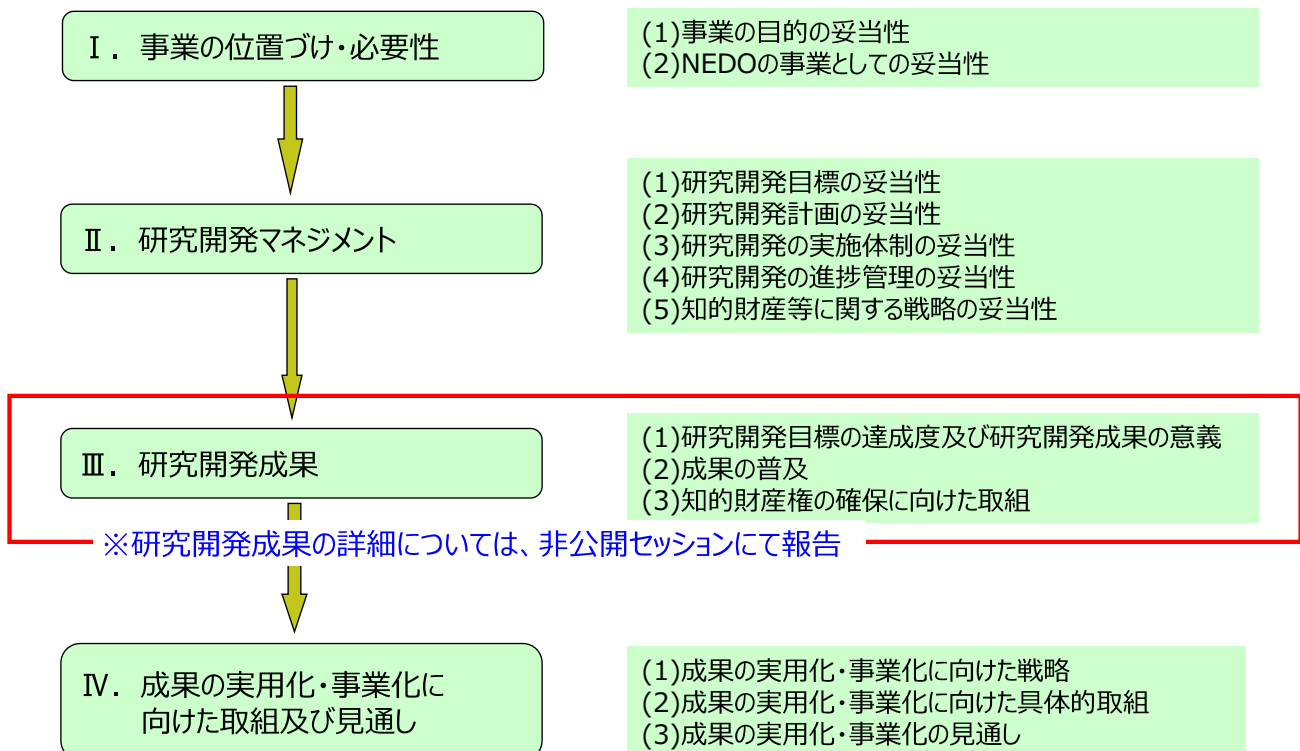 Ⅰ．事業の位置づけ・必要性
(1)事業の目的の妥当性
(2)NEDOの事業としての妥当性
Ⅱ．研究開発マネジメント
(1)研究開発目標の妥当性
(2)研究開発計画の妥当性
(3)研究開発の実施体制の妥当性
(4)研究開発の進捗管理の妥当性
(5)知的財産等に関する戦略の妥当性
Ⅲ．研究開発成果
(1)研究開発目標の達成度及び研究開発成果の意義
(2)成果の普及
(3)知的財産権の確保に向けた取組
※研究開発成果の詳細については、非公開セッションにて報告
Ⅳ．成果の実用化・事業化に
向けた取組及び見通し
(1)成果の実用化・事業化に向けた戦略
(2)成果の実用化・事業化に向けた具体的取組
(3)成果の実用化・事業化の見通し